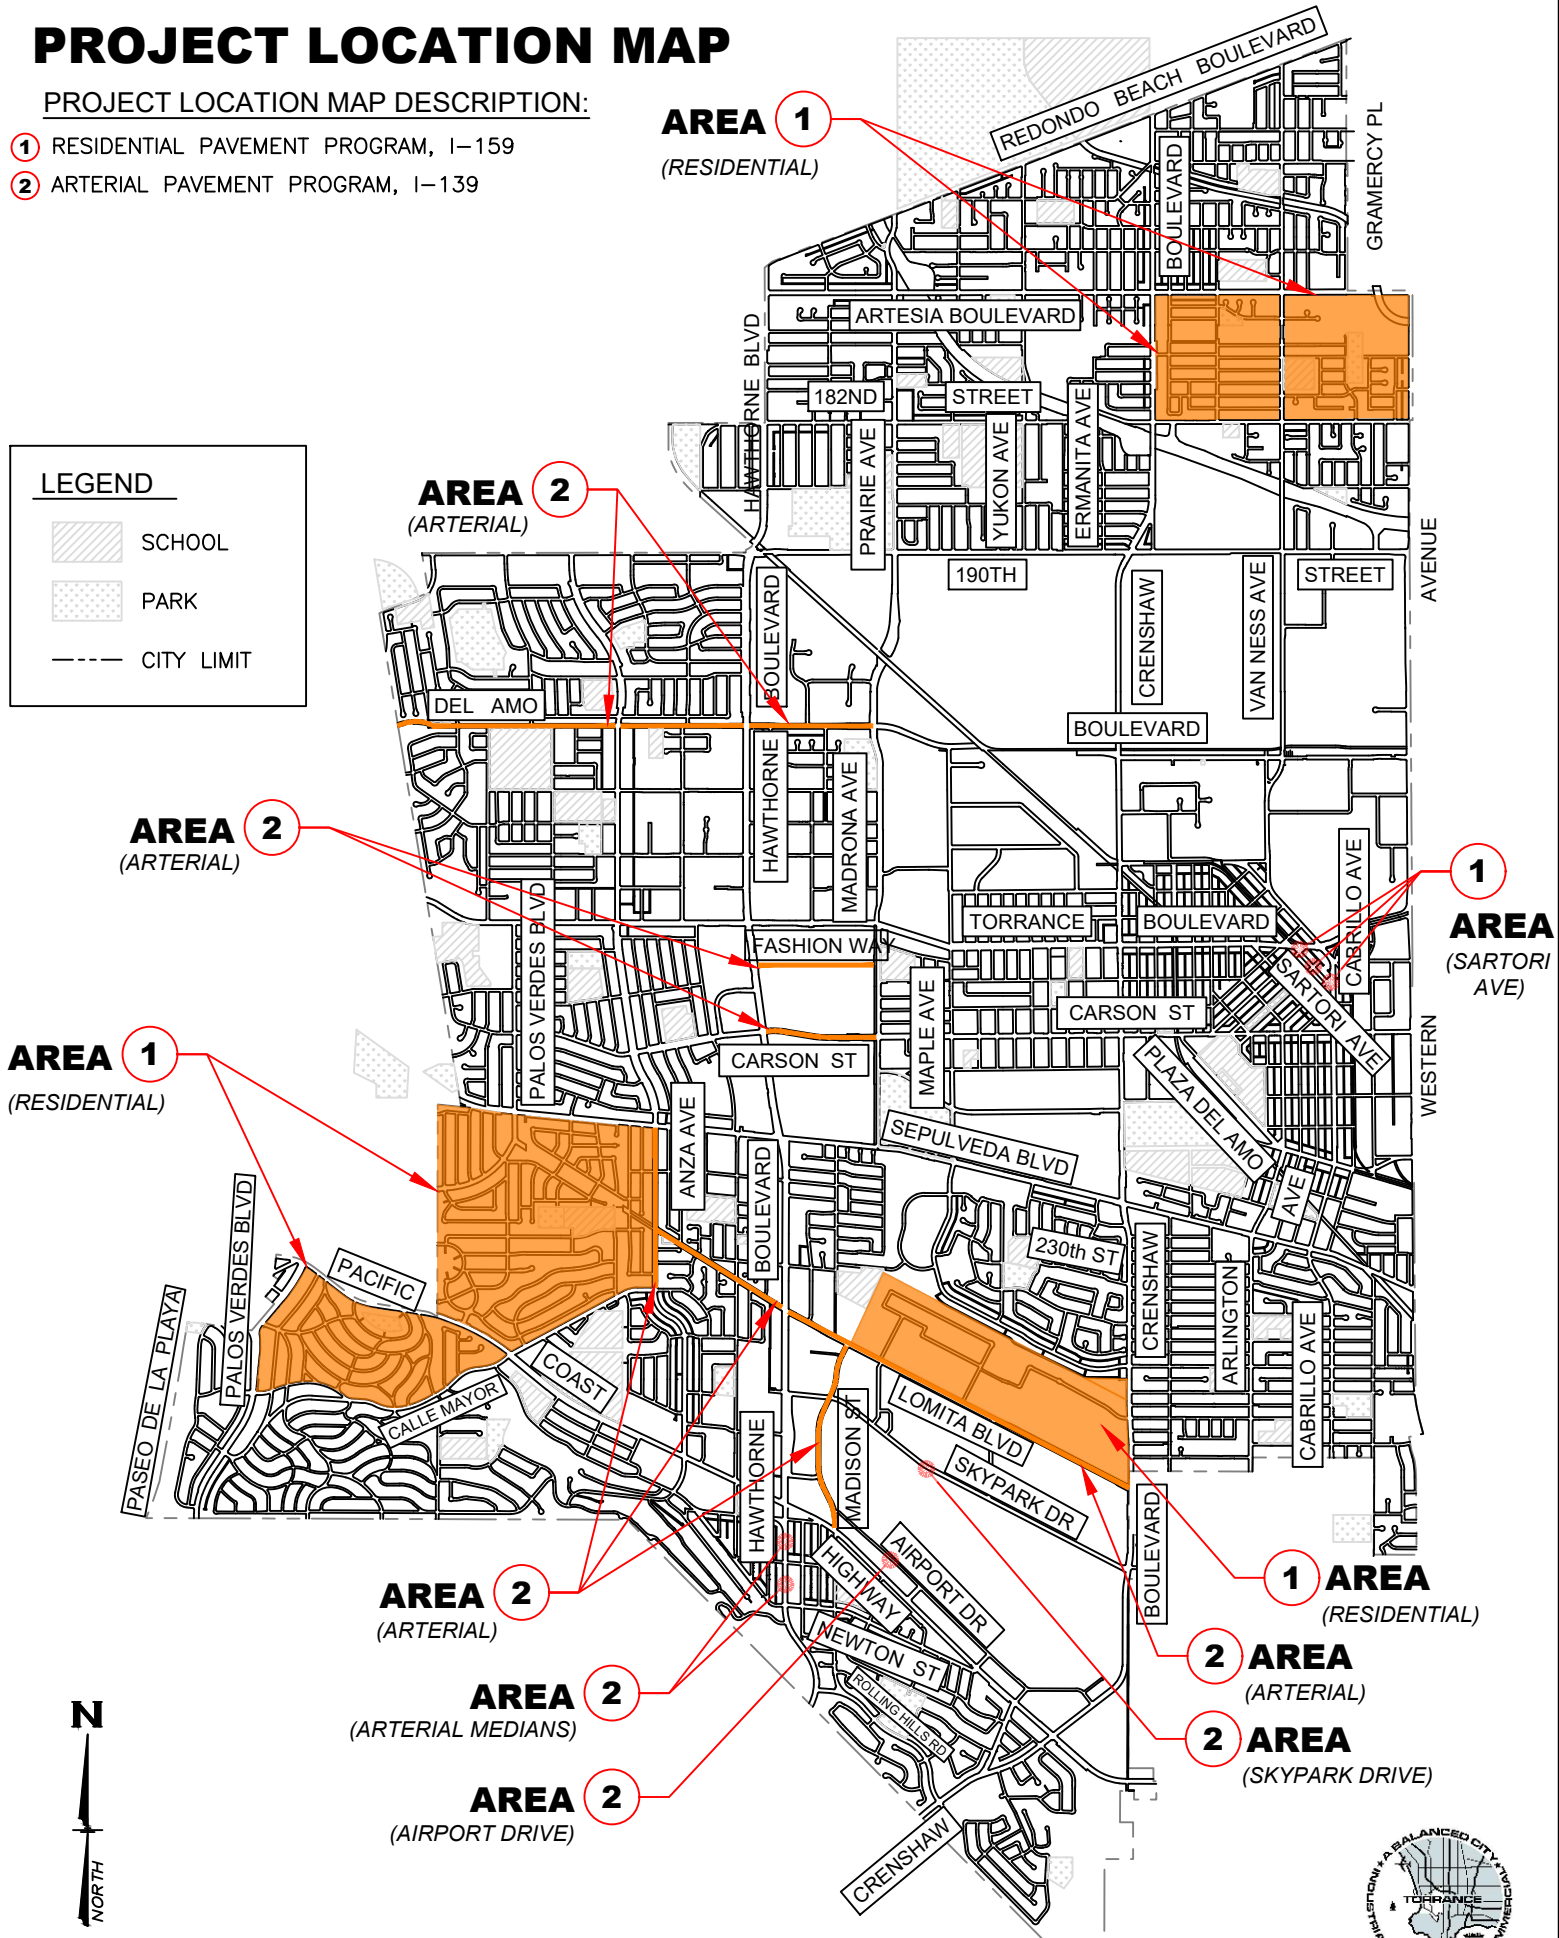 PROJECT LOCATION MAP
PROJECT LOCATION MAP DESCRIPTION:
1 RESIDENTIAL PAVEMENT PROGRAM, I-159
2 ARTERIAL PAVEMENT PROGRAM, I-139
AREA 1
(RESIDENTIAL)
REDONDO BEACH BOULEVARD
BOULEVARD
GRAMERCY PL
HAWTHORNE BLVD
ARTESIA BOULEVARD
182ND
STREET
PRAIRIE AVE
YUKON AVE
ERMANITA AVE
LEGEND
SCHOOL
PARK
CITY LIMIT
AREA 2
(ARTERIAL)
190TH
STREET
AVENUE
BOULEVARD
CRENSHAW
VAN NESS AVE
DEL AMO
BOULEVARD
HAWTHORNE
MADRONA AVE
AREA 2
(ARTERIAL)
PALOS VERDES BLVD
CABRILO AVE
1
AREA
(SARTORI
AVE)
TORRANCE
BOULEVARD
FASHION WAY
MAPLE AVE
SARTORI AVE
CARSON ST
CARSON ST
PLAZA DEL AMO
WESTERN
AREA 1
(RESIDENTIAL)
ANZA AVE
SEPULVEDA BLVD
BOULEVARD
AVE
PALOS VERDES BLVD
PACIFIC
230th ST
CRENSHAW
ARLINGTON
CABRILLO AVE
PASEO DE LA PLAYA
COAST
CALLE MAYOR
HAWTHORNE
MADISON ST
LOMITA BLVD
SKYPARK DR
BOULEVARD
AIRPORT DR
HIGHWAY
NEWTON ST
ROLLING HILLS RD
CRENSHAW
AREA 2
(ARTERIAL)
1 AREA
(RESIDENTIAL)
2 AREA
(ARTERIAL)
AREA 2
(ARTERIAL MEDIANS)
2 AREA
(SKYPARK DRIVE)
AREA 2
(AIRPORT DRIVE)
N
NORTH
A BALANCED CITY
TORRANCE